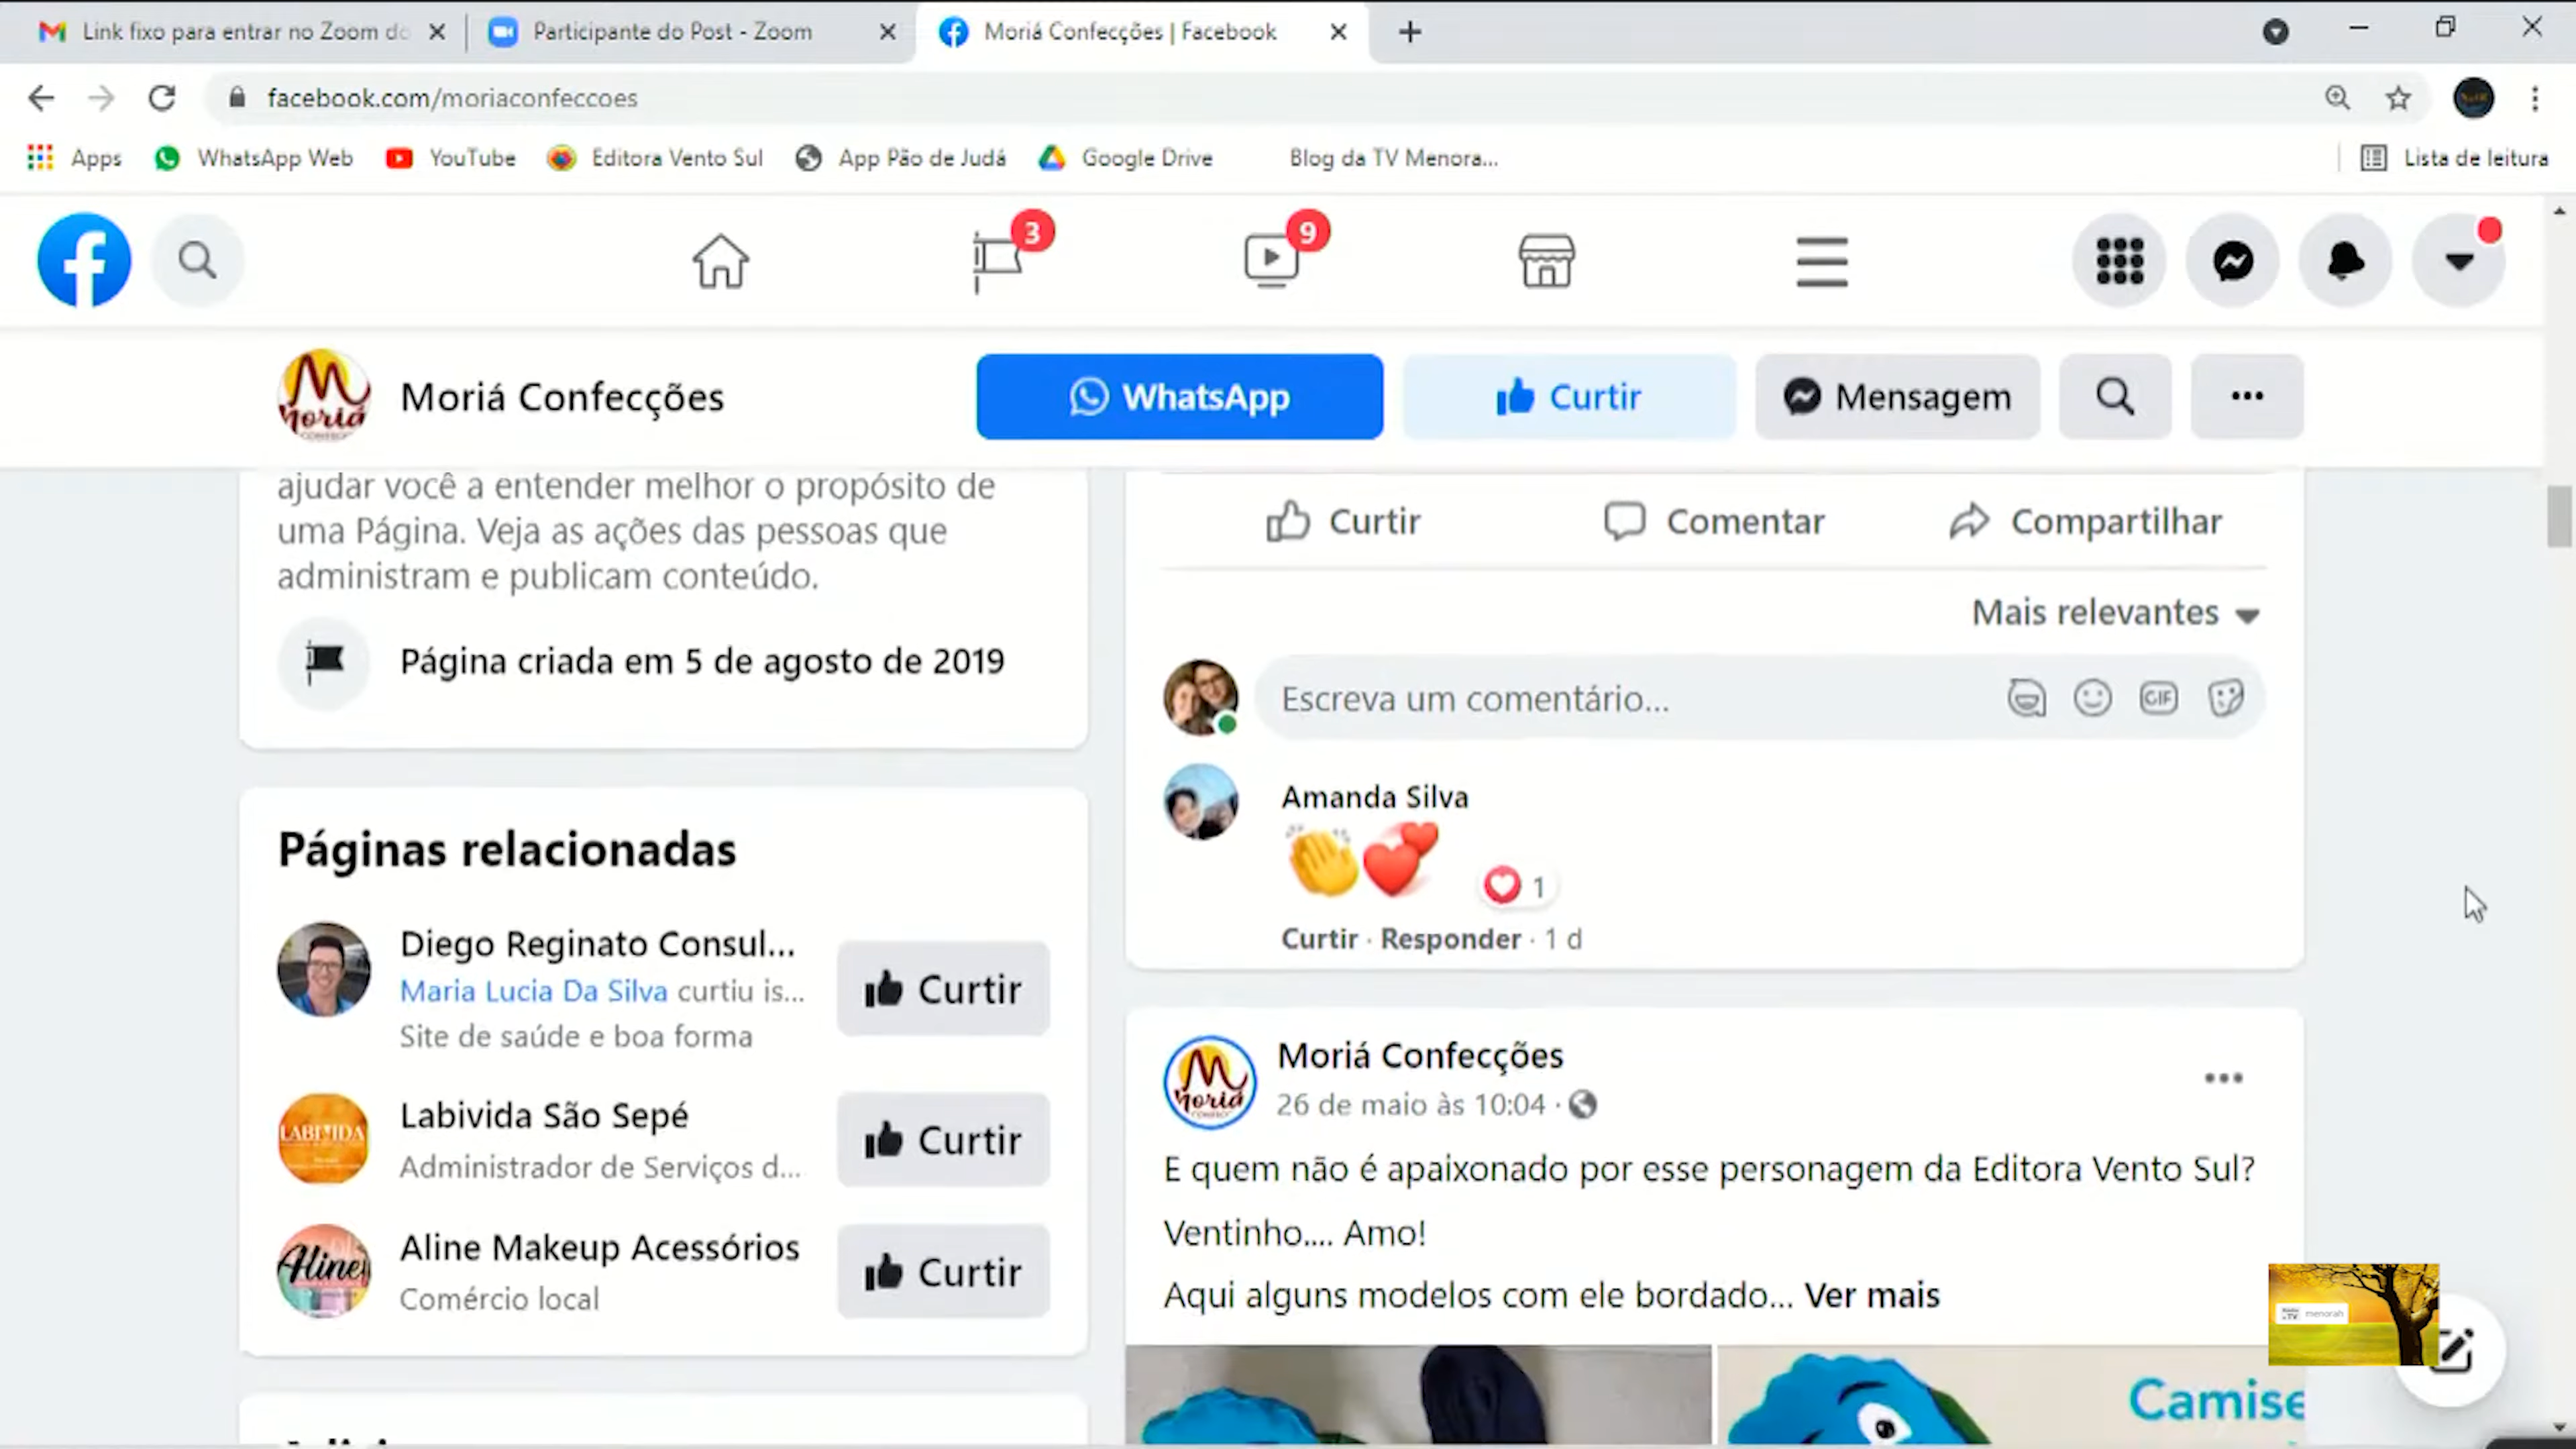 Link fixo para entrar no Zoom do
Participante do Post - Zoom
Moriá Confecções | Facebook
facebook.com/moriaconfeccoes
Apps
WhatsApp Web
YouTube
Editora Vento Sul
App Pão de Judá
Google Drive
Blog da TV Menora...
Lista de leitura
3
9
Moriá
Moriá Confecções
WhatsApp
Curtir
Mensagem
ajudar você a entender melhor o propósito de
uma Página. Veja as ações das pessoas que
administram e publicam conteúdo.
Página criada em 5 de agosto de 2019
Páginas relacionadas
Diego Reginato Consul...
Maria Lucia Da Silva curtiu is...
Site de saúde e boa forma
Curtir
LABIVIDA
Labivida São Sepé
Administrador de Serviços d...
Curtir
Aline
Aline Makeup Acessórios
Comércio local
Curtir
Curtir
Comentar
Compartilhar
Mais relevantes
Escreva um comentário...
GIF
Amanda Silva
👏💕
1
Curtir · Responder · 1 d
Moriá
Moriá Confecções
26 de maio às 10:04 ·
E quem não é apaixonado por esse personagem da Editora Vento Sul?
Ventinho.... Amo!
Aqui alguns modelos com ele bordado... Ver mais
Camise
menorah